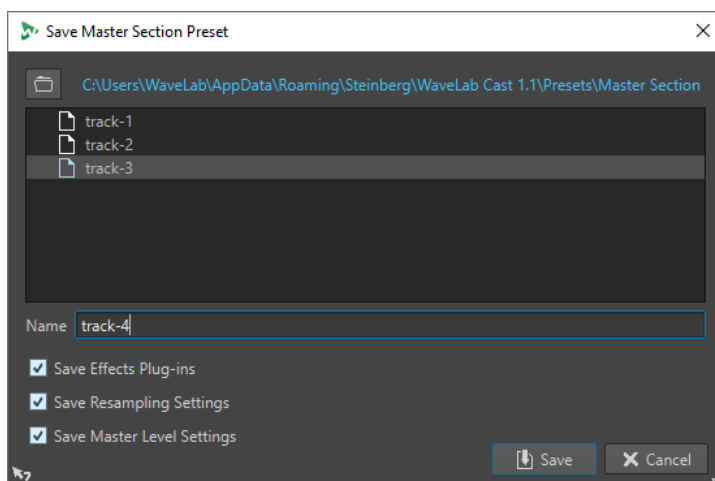 Save Master Section Preset
C:\Users\WaveLab\AppData\Roaming\Steinberg\WaveLab Cast 1.1\Presets\Master Section
track-1
track-2
track-3
Name track-4
Save Effects Plug-ins
Save Resampling Settings
Save Master Level Settings
Save Cancel
?